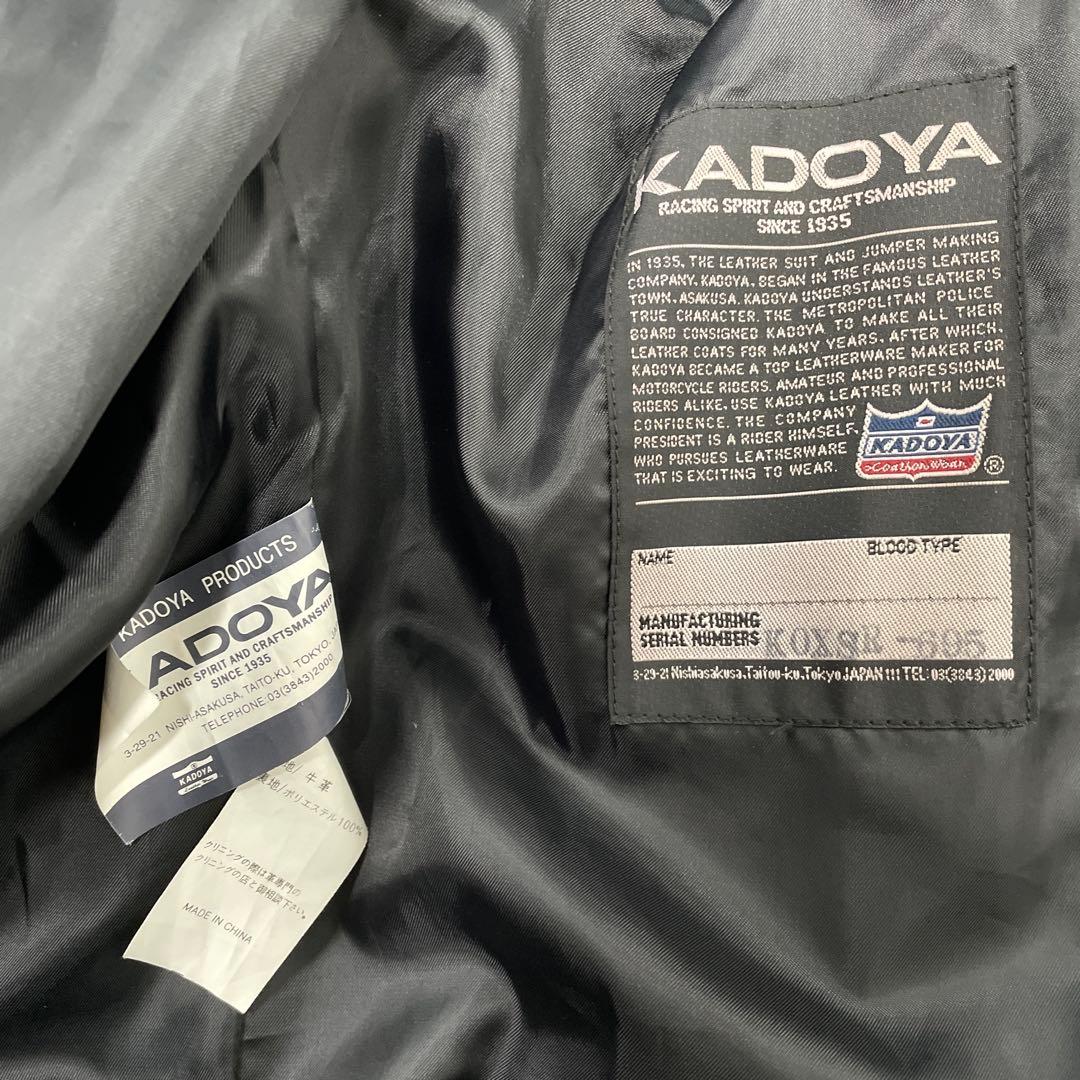 KADOYA
RACING SPIRIT AND CRAFTSMANSHIP
SINCE 1935
IN 1935, THE LEATHER SUIT AND JUMPER MAKING
COMPANY, KADOYA, BEGAN IN THE FAMOUS LEATHER
TOWN, ASAKUSA. KADOYA UNDERSTANDS LEATHER'S
TRUE CHARACTER. THE METROPOLITAN POLICE
BOARD CONSIGNED KADOYA TO MAKE ALL THEIR
LEATHER COATS FOR MANY YEARS, AFTER WHICH,
KADOYA BECAME A TOP LEATHERWARE MAKER FOR
MOTORCYCLE RIDERS. AMATEUR AND PROFESSIONAL
RIDERS ALIKE, USE KADOYA LEATHER WITH MUCH
CONFIDENCE. THE COMPANY
PRESIDENT IS A RIDER HIMSELF,
WHO PURSUES LEATHERWARE
THAT IS EXCITING TO WEAR.
KADOYA
®
NAME BLOOD TYPE
MANUFACTURING
SERIAL NUMBERS
3-29-21 Nishiasakusa.Taitou-ku.Tokyo JAPAN 111 TEL: 03(3843)2000
KADOYA PRODUCTS
ADOYA
RACING SPIRIT AND CRAFTSMANSHIP
SINCE 1935
3-29-21 NISHI-ASAKUSA, TAITO-KU, TOKYO, JA
TELEPHONE:03(3843)2000
KADOYA
地/牛革
裏地/ポリエステル100%
クリニングの際は革専門の
クリニングの店と御相談下さい。
MADE IN CHINA